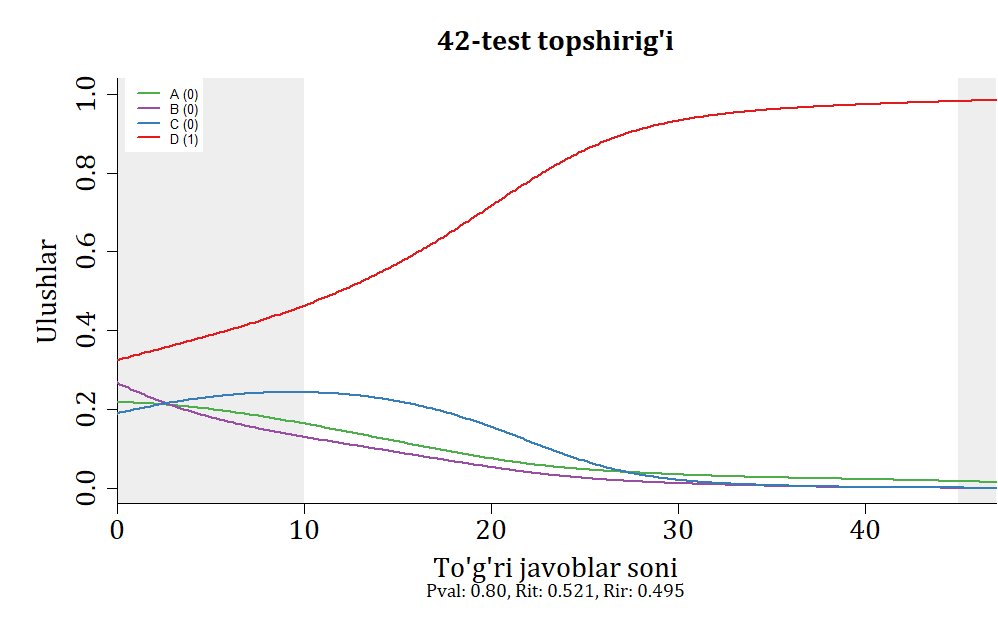 42-test topshirig'i
A (0)
B (0)
C (0)
D (1)
Ulushlar
1.0
0.8
0.6
0.4
0.2
0.0
0 10 20 30 40
To'g'ri javoblar soni
Pval: 0.80, Rit: 0.521, Rir: 0.495